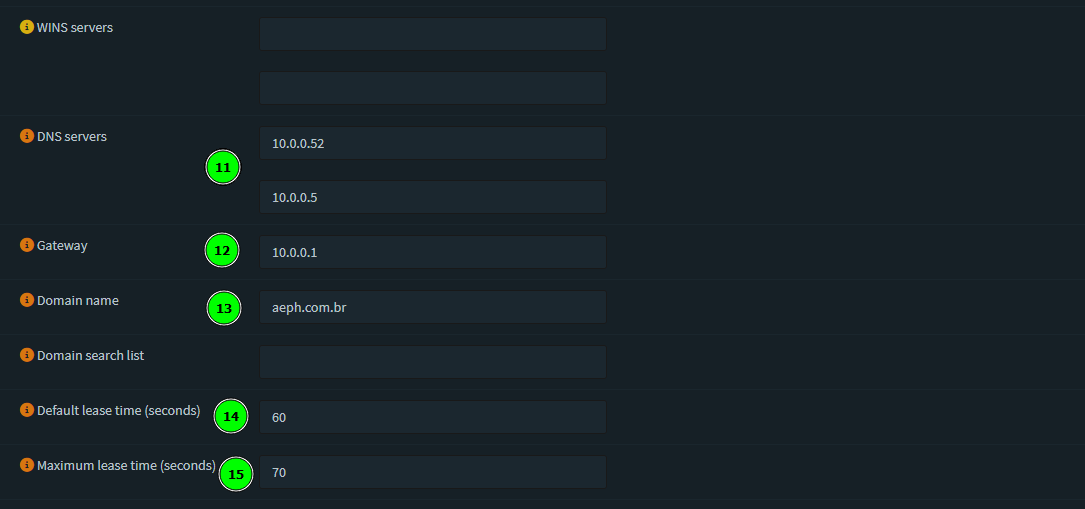 WINS servers
DNS servers
11
10.0.0.52
10.0.0.5
Gateway
12
10.0.0.1
Domain name
13
aeph.com.br
Domain search list
Default lease time (seconds)
14
60
Maximum lease time (seconds)
15
70